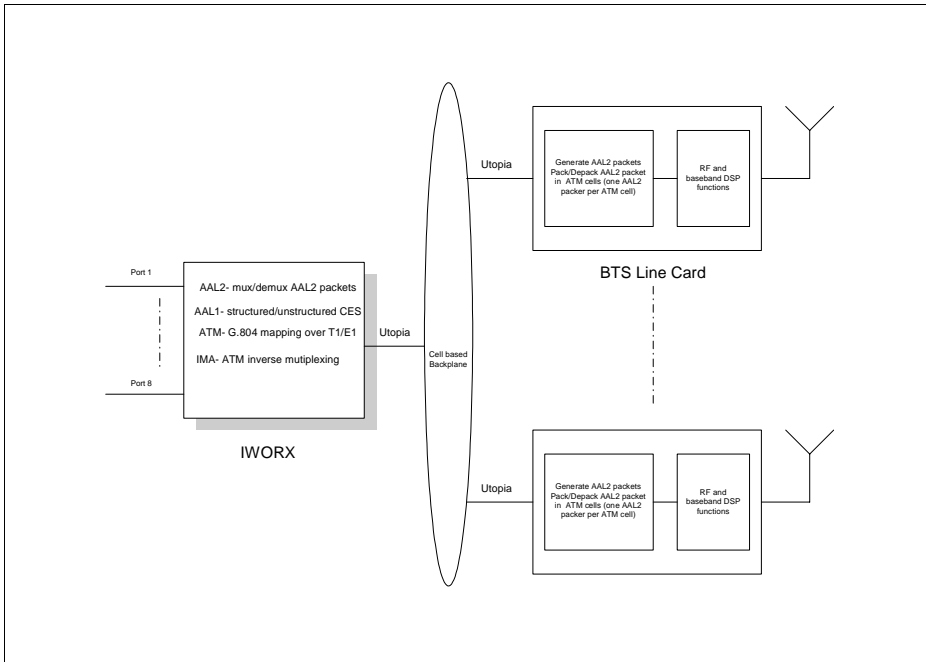 Port 1
Port 8
AAL2- mux/demux AAL2 packets
AAL1- structured/unstructured CES
ATM- G.804 mapping over T1/E1
IMA- ATM inverse mutiplexing
IWORX
Utopia
Cell based
Backplane
Utopia
Generate AAL2 packets
Pack/Depack AAL2 packet
in ATM cells (one AAL2
packer per ATM cell)
RF and
baseband DSP
functions
BTS Line Card
Utopia
Generate AAL2 packets
Pack/Depack AAL2 packet
in ATM cells (one AAL2
packer per ATM cell)
RF and
baseband DSP
functions